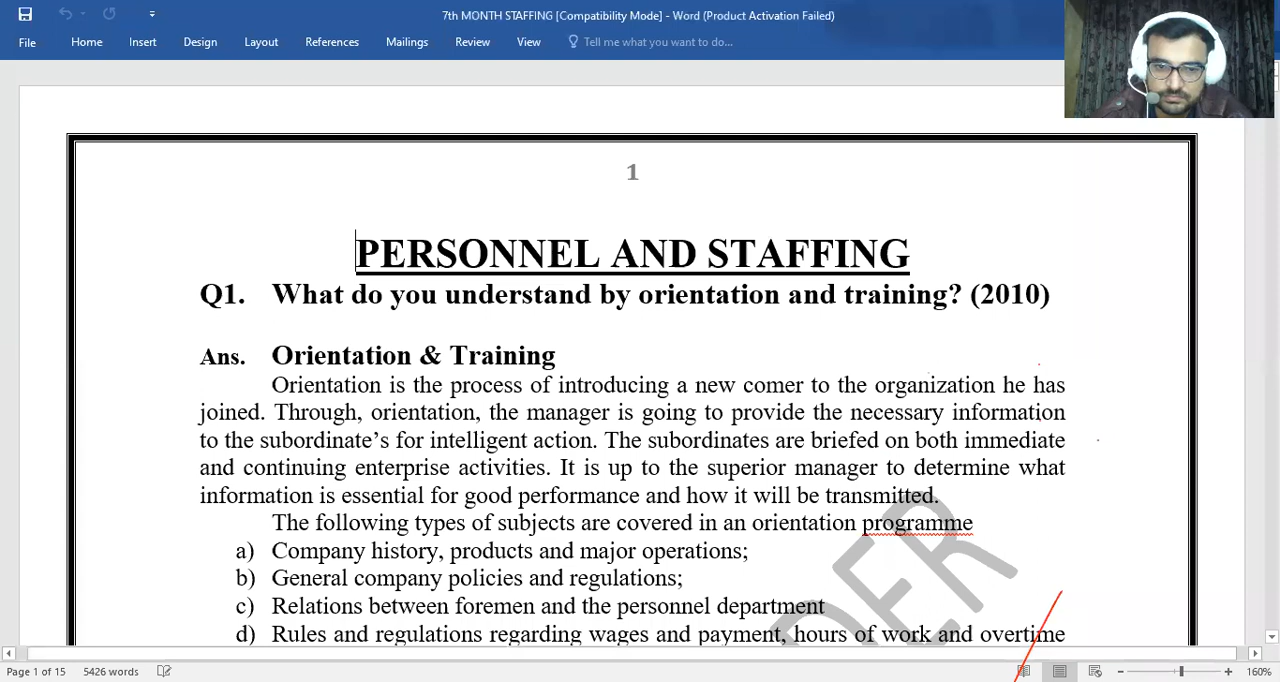 7th MONTH STAFFING [Compatibility Mode] - Word (Product Activation Failed)
File Home Insert Design Layout References Mailings Review View Tell me what you want to do...
1
PERSONNEL AND STAFFING
Q1. What do you understand by orientation and training? (2010)
Ans. Orientation & Training
Orientation is the process of introducing a new comer to the organization he has
joined. Through, orientation, the manager is going to provide the necessary information
to the subordinate's for intelligent action. The subordinates are briefed on both immediate
and continuing enterprise activities. It is up to the superior manager to determine what
information is essential for good performance and how it will be transmitted.
The following types of subjects are covered in an orientation programme
a) Company history, products and major operations;
b) General company policies and regulations;
c) Relations between foremen and the personnel department
d) Rules and regulations regarding wages and payment, hours of work and overtime
Page 1 of 15 5426 words 160%